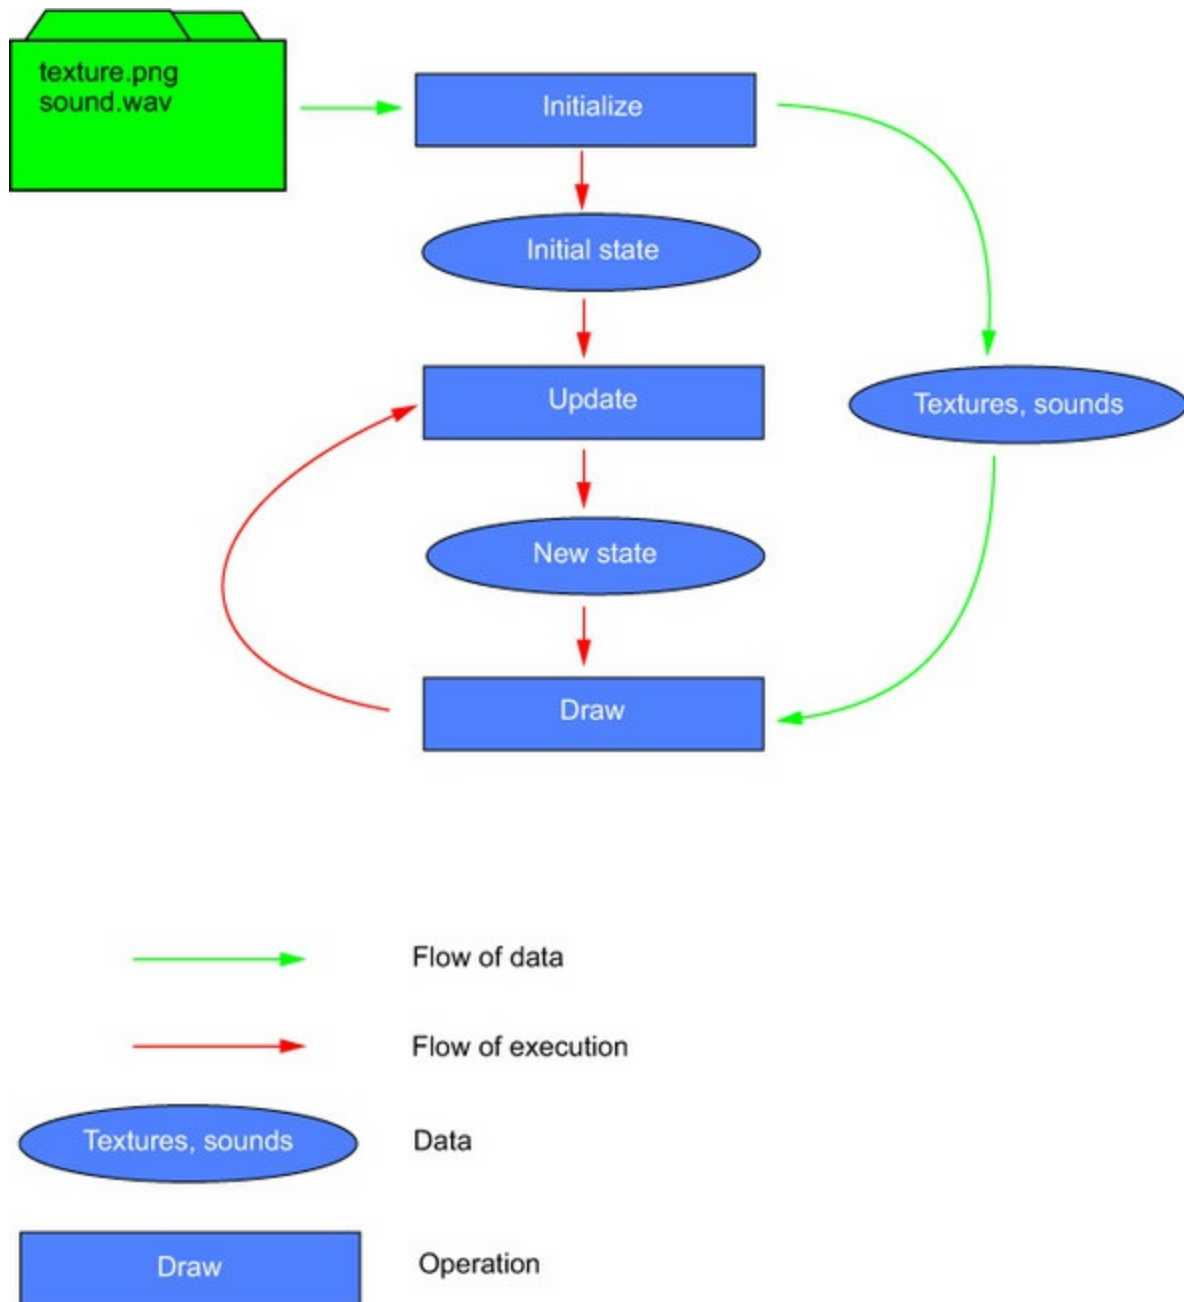 texture.png
sound.wav
Initialize
Initial state
Update
Textures, sounds
New state
Draw
Flow of data
Flow of execution
Textures, sounds
Data
Draw
Operation